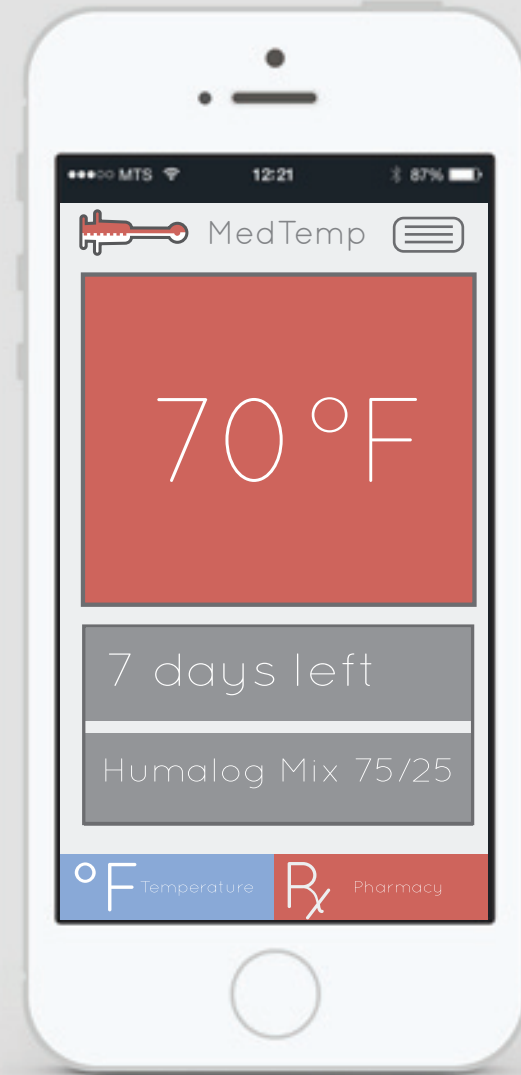 MTS 12:21 87%
MedTemp
70°F
7 days left
Humalog Mix 75/25
°F Temperature Rx Pharmacy